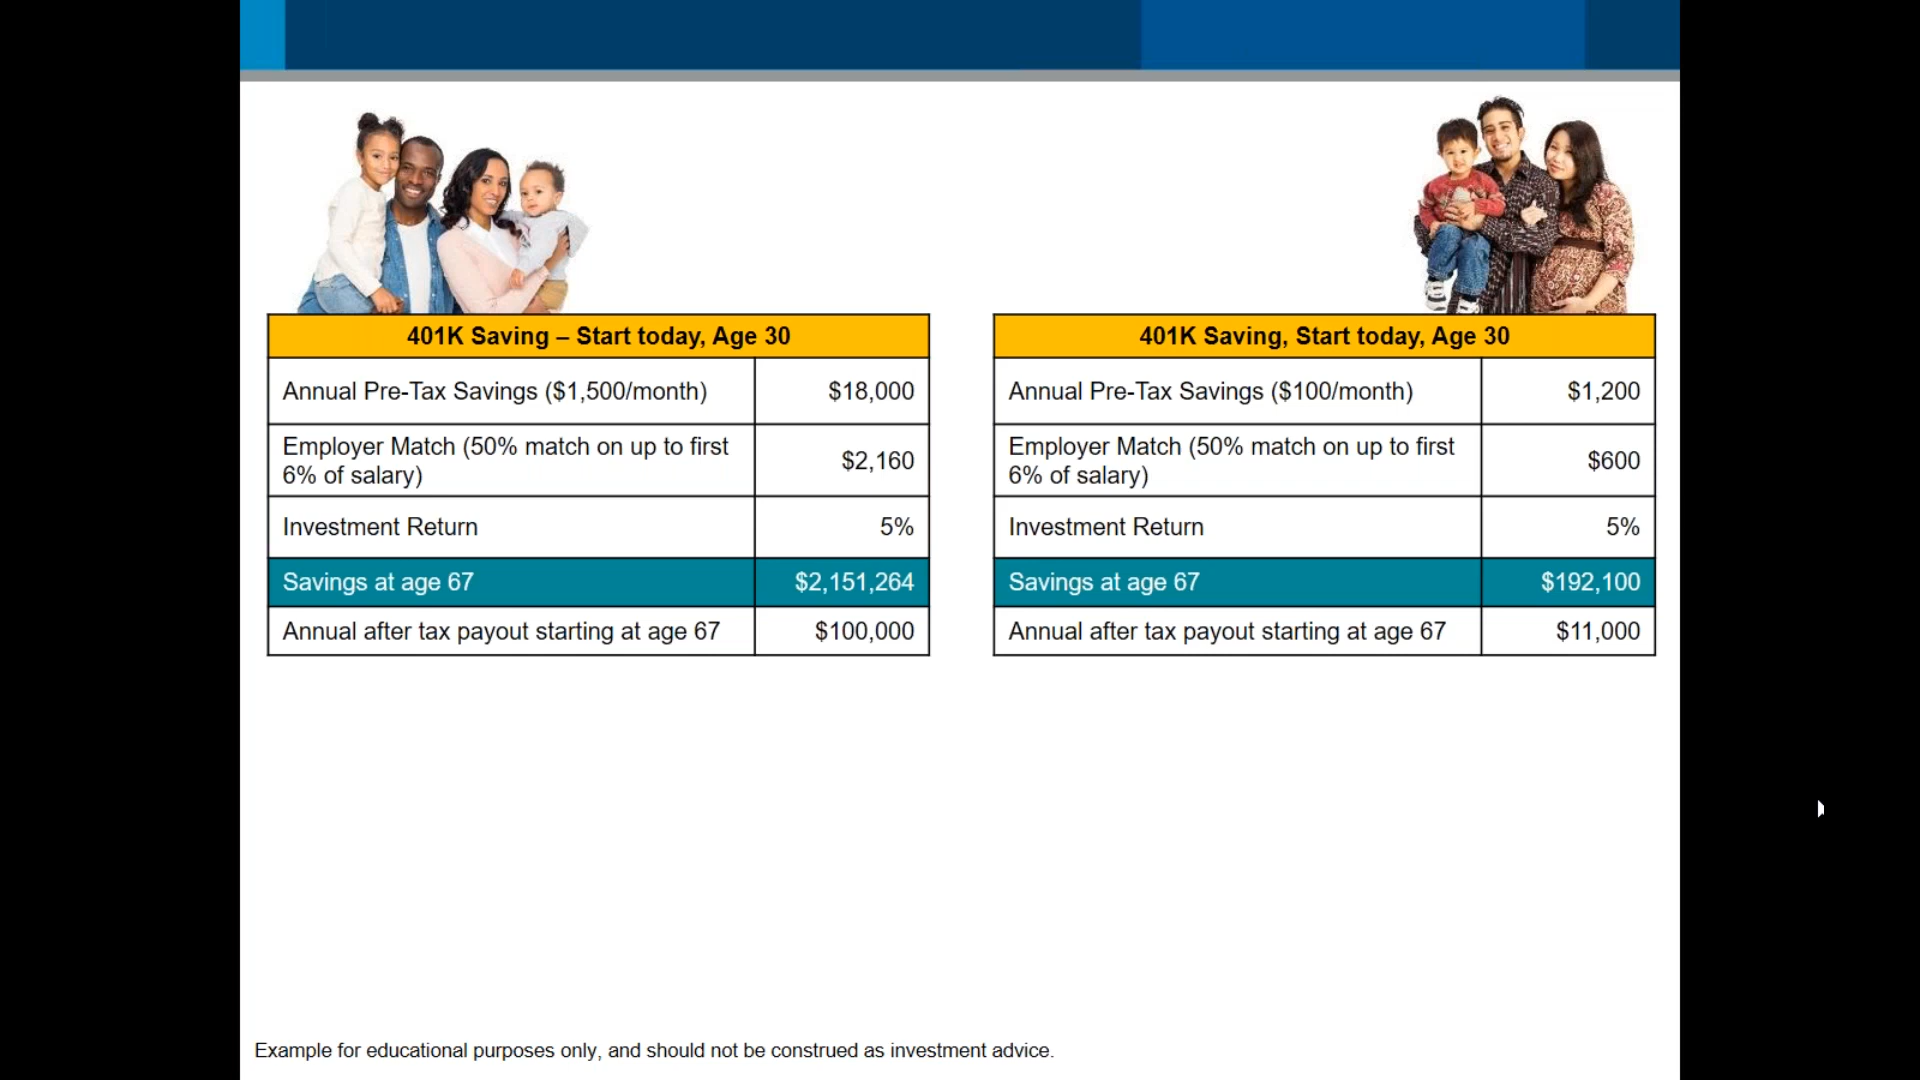 401K Saving – Start today, Age 30
Annual Pre-Tax Savings ($1,500/month) $18,000
Employer Match (50% match on up to first
6% of salary) $2,160
Investment Return 5%
Savings at age 67 $2,151,264
Annual after tax payout starting at age 67 $100,000
401K Saving, Start today, Age 30
Annual Pre-Tax Savings ($100/month) $1,200
Employer Match (50% match on up to first
6% of salary) $600
Investment Return 5%
Savings at age 67 $192,100
Annual after tax payout starting at age 67 $11,000
Example for educational purposes only, and should not be construed as investment advice.